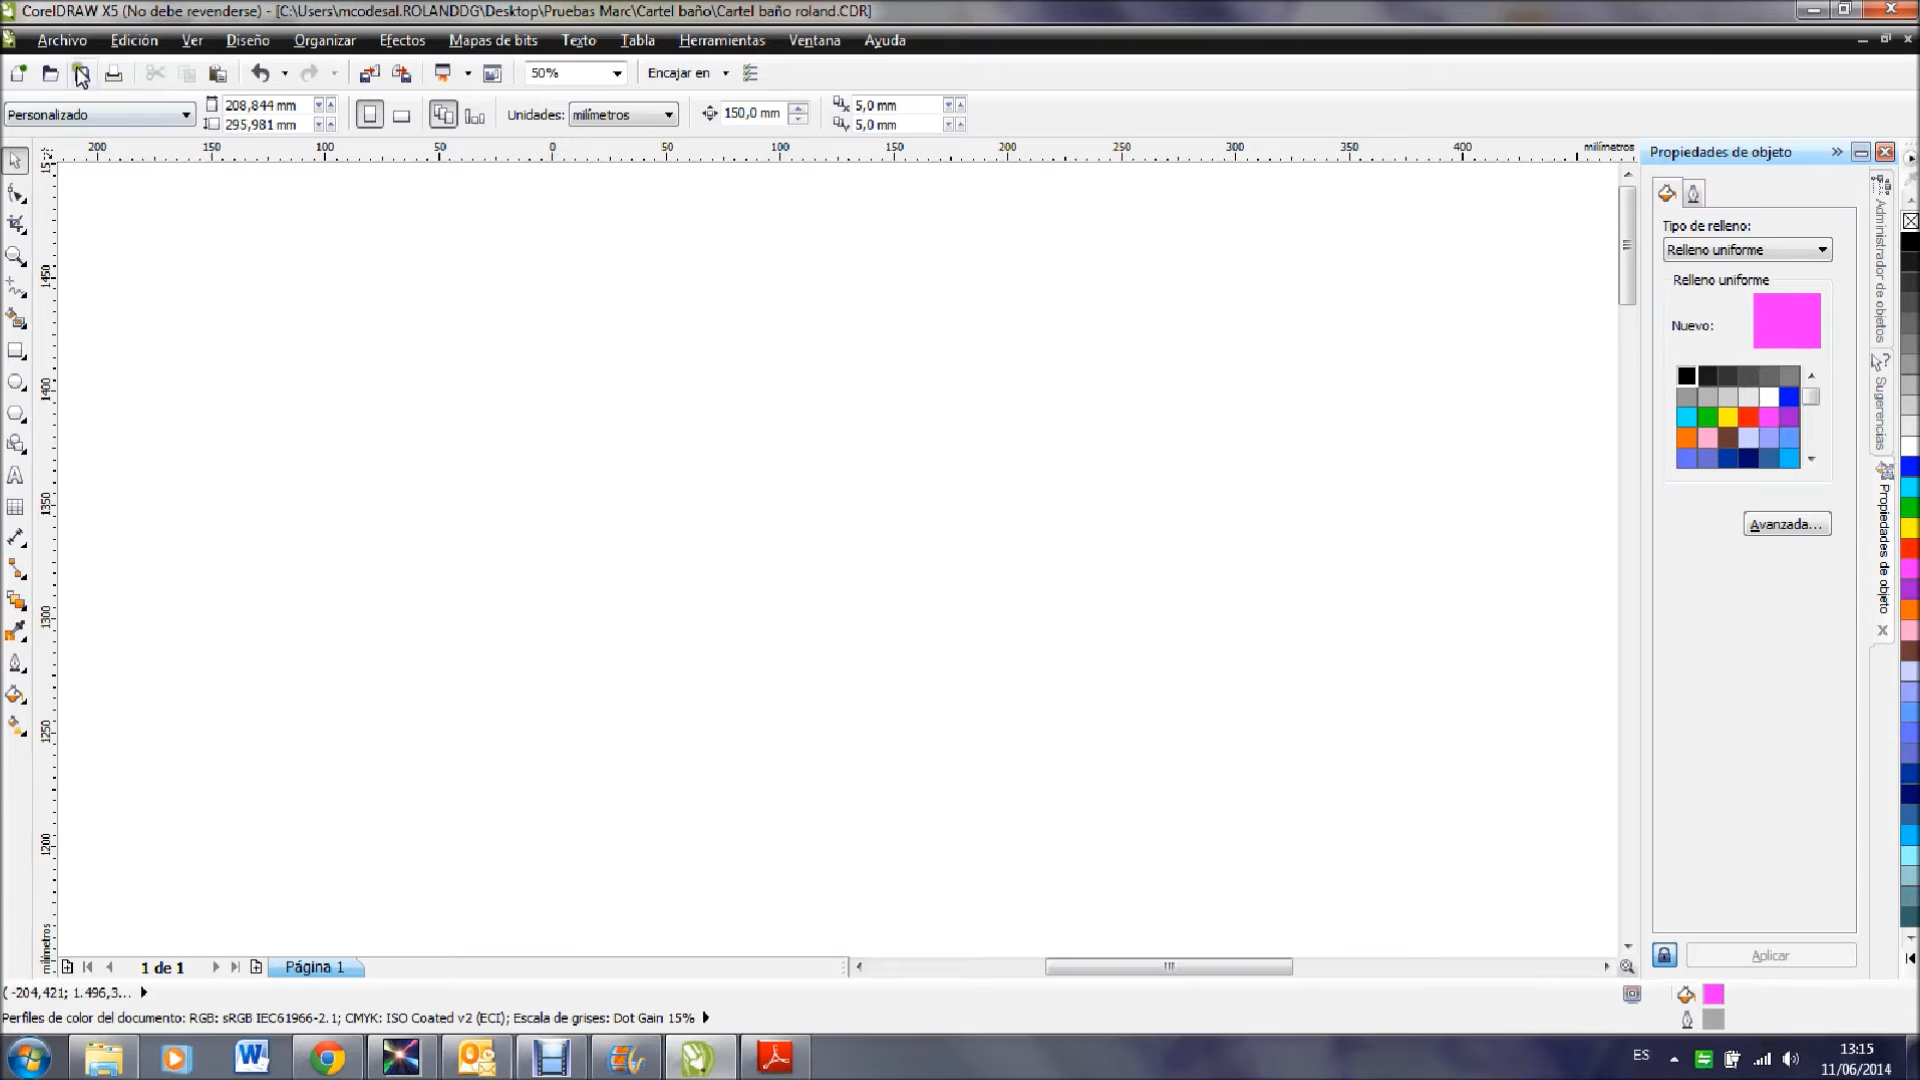 CorelDRAW X5 (No debe revenderse) - [C:\Users\mcodesal.ROLANDDG\Desktop\Pruebas Marc\Cartel baño\Cartel baño roland.CDR]
Archivo Edición Ver Diseño Organizar Efectos Mapas de bits Texto Tabla Herramientas Ventana Ayuda
50% Encajar en
Personalizado 208,844 mm 295,981 mm Unidades: milímetros 150,0 mm 5,0 mm 5,0 mm
200 150 100 50 0 50 100 150 200 250 300 350 400 milímetros
1450
1400
1350
1300
1250
1200
milímetros
Propiedades de objeto
Tipo de relleno:
Relleno uniforme
Relleno uniforme
Nuevo:
Avanzada...
Aplicar
Administrador de objetos
Sugerencias
Propiedades de objeto
1 de 1 Página 1
( -204,421; 1.496,3...
Perfiles de color del documento: RGB: sRGB IEC61966-2.1; CMYK: ISO Coated v2 (ECI); Escala de grises: Dot Gain 15%
ES
13:15
11/06/2014